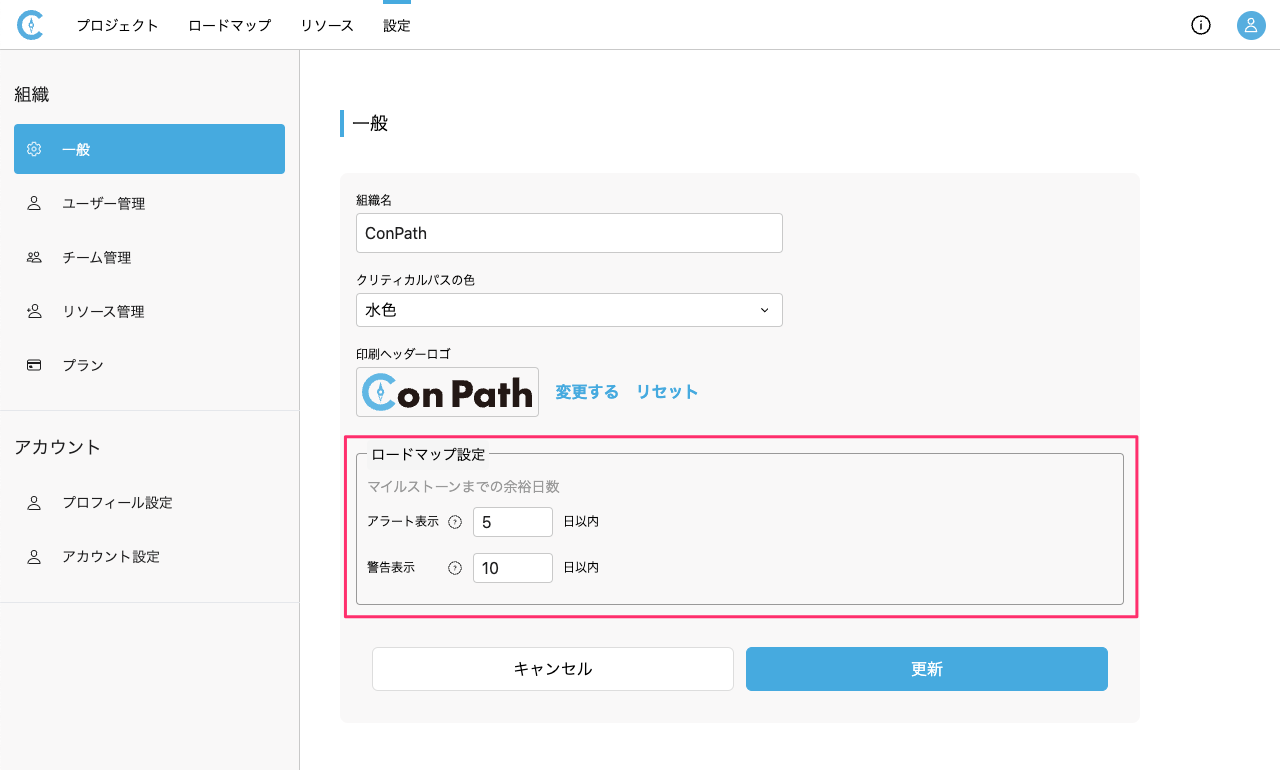 プロジェクト ロードマップ リソース 設定
組織
一般
ユーザー管理
チーム管理
リソース管理
プラン
アカウント
プロフィール設定
アカウント設定
一般
組織名
ConPath
クリティカルパスの色
水色
印刷ヘッダーロゴ
Con Path 変更する リセット
ロードマップ設定
マイルストーンまでの余裕日数
アラート表示 ? 5 日以内
警告表示 ? 10 日以内
キャンセル 更新